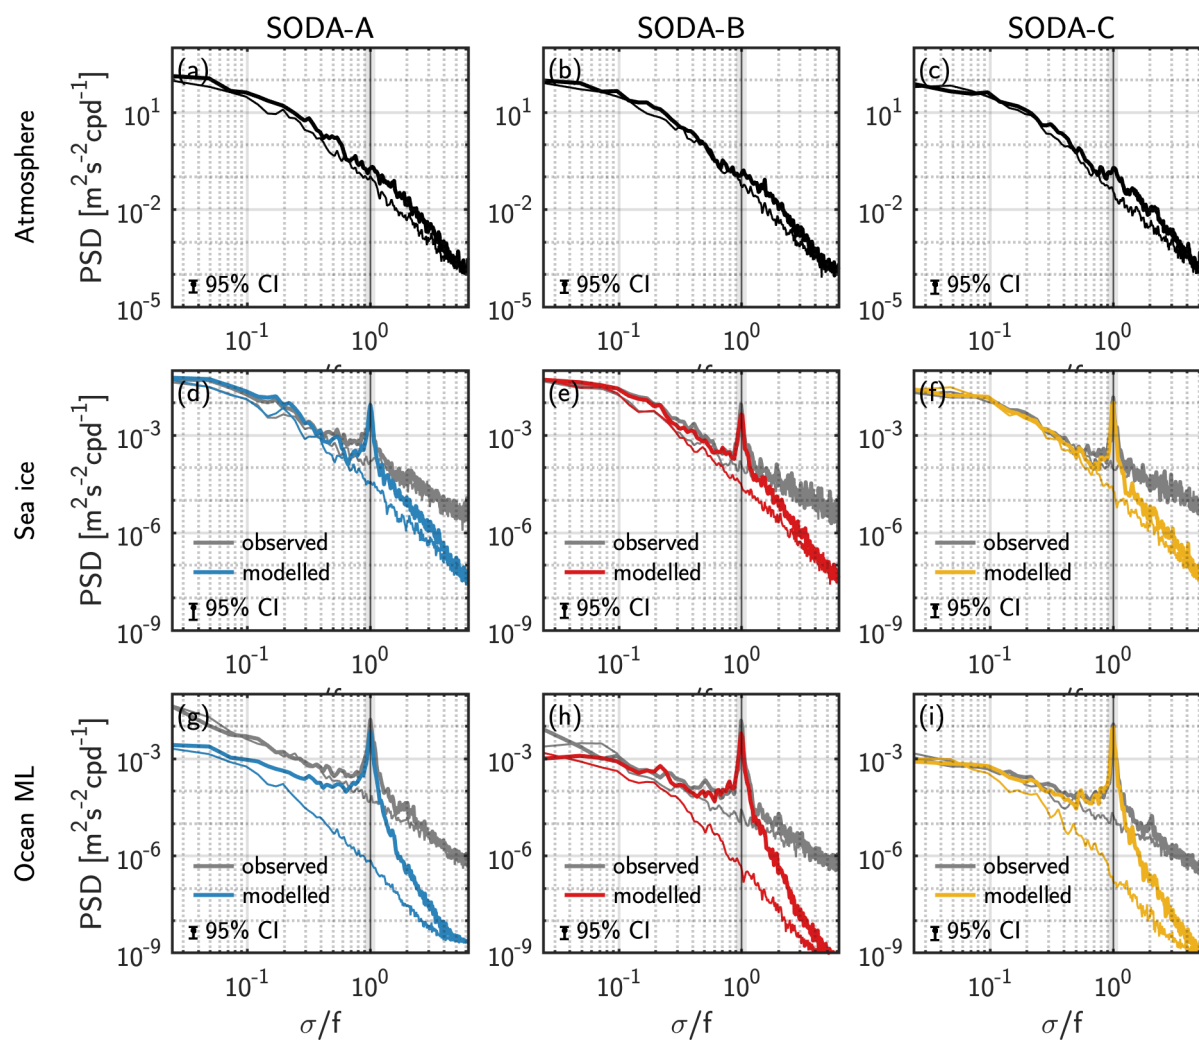 SODA-A SODA-B SODA-C
Atmosphere
PSD [m²s⁻²cpd⁻¹]
10¹ 10⁻² 10⁻⁵
(a)
95% CI
10⁻¹ 10⁰
10¹ 10⁻² 10⁻⁵
(b)
95% CI
10⁻¹ 10⁰
10¹ 10⁻² 10⁻⁵
(c)
95% CI
10⁻¹ 10⁰
Sea ice
PSD [m²s⁻²cpd⁻¹]
10⁻³ 10⁻⁶ 10⁻⁹
(d)
observed
modelled
95% CI
10⁻¹ 10⁰
10⁻³ 10⁻⁶ 10⁻⁹
(e)
observed
modelled
95% CI
10⁻¹ 10⁰
10⁻³ 10⁻⁶ 10⁻⁹
(f)
observed
modelled
95% CI
10⁻¹ 10⁰
Ocean ML
PSD [m²s⁻²cpd⁻¹]
10⁻³ 10⁻⁶ 10⁻⁹
(g)
observed
modelled
95% CI
10⁻¹ 10⁰
σ/f
10⁻³ 10⁻⁶ 10⁻⁹
(h)
observed
modelled
95% CI
10⁻¹ 10⁰
σ/f
10⁻³ 10⁻⁶ 10⁻⁹
(i)
observed
modelled
95% CI
10⁻¹ 10⁰
σ/f